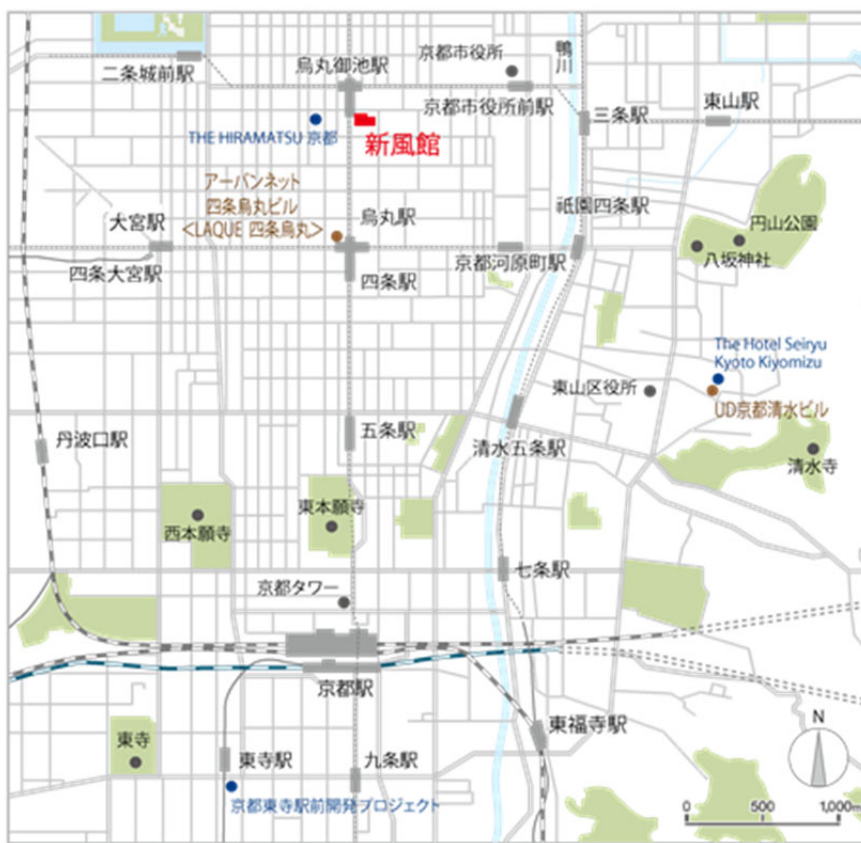 京都市役所
鴨川
烏丸御池駅
二条城前駅
京都市役所前駅
三条駅
東山駅
THE HIRAMATSU 京都
新風館
アーバンネット
四条烏丸ビル
<LAQUE 四条烏丸>
大宮駅
烏丸駅
祇園四条駅
円山公園
八坂神社
四条大宮駅
四条駅
京都河原町駅
The Hotel Seiryu
Kyoto Kiyomizu
東山区役所
UD京都清水ビル
丹波口駅
五条駅
清水五条駅
清水寺
西本願寺
東本願寺
七条駅
京都タワー
京都駅
東福寺駅
東寺
東寺駅
九条駅
京都東寺駅前開発プロジェクト
N
0 500 1,000m